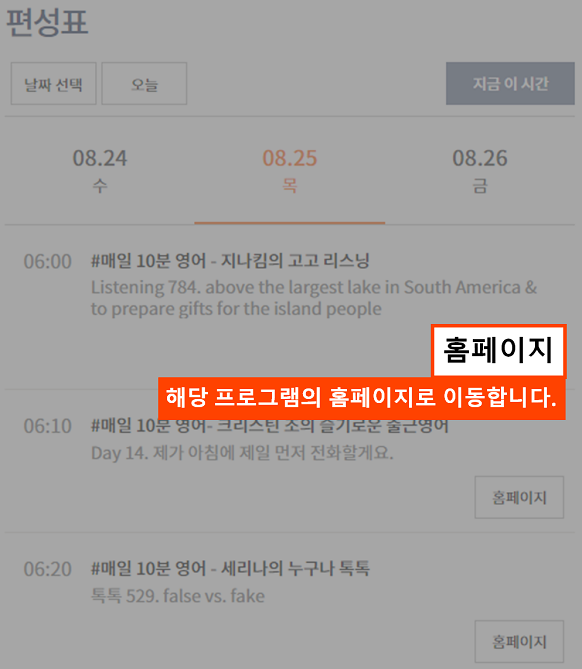 편성표
날짜 선택
오늘
지금 이 시간
08.24
08.25
08.26
수
목
금
06:00
#매일 10분 영어 - 지나킴의 고고 리스닝
Listening 784. above the largest lake in South America &
to prepare gifts for the island people
홈페이지
해당 프로그램의 홈페이지로 이동합니다.
06:10
#매일 10분 영어- 크리스틴 조의 슬기로운 출근영어
Day 14. 제가 아침에 제일 먼저 전화할게요.
홈페이지
06:20
#매일 10분 영어 - 세리나의 누구나 톡톡
톡톡 529. false vs. fake
홈페이지